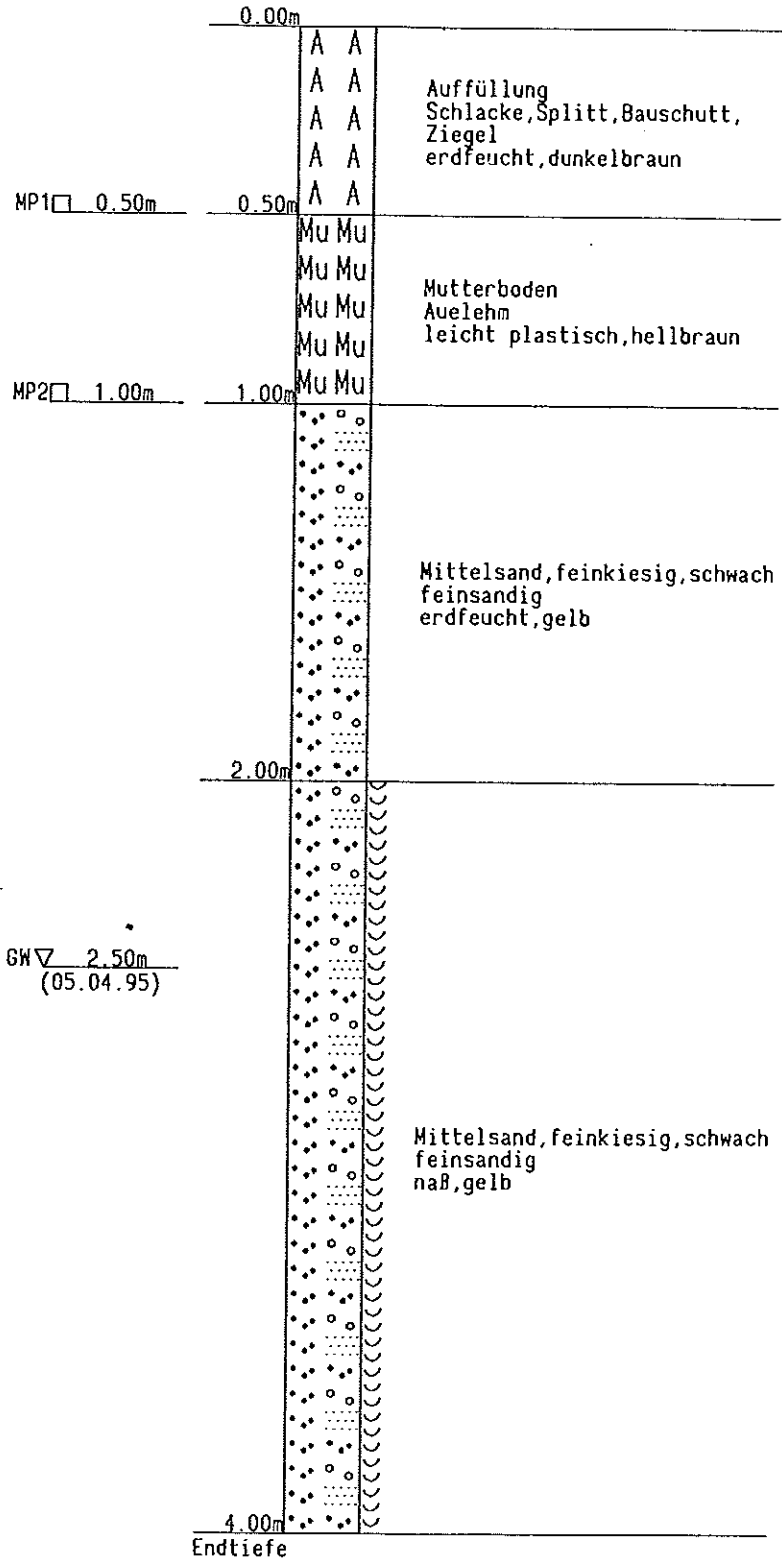 0.00m
A A
A A
A A
A A
A A
Auffüllung
Schlacke,Splitt,Bauschutt,
Ziegel
erdfeucht,dunkelbraun
MP1 0.50m
0.50m
Mu Mu
Mu Mu
Mu Mu
Mu Mu
Mu Mu
Mutterboden
Auelehm
leicht plastisch,hellbraun
MP2 1.00m
1.00m
Mittelsand,feinkiesig,schwach
feinsandig
erdfeucht,gelb
2.00m
GW 2.50m
(05.04.95)
Mittelsand,feinkiesig,schwach
feinsandig
naß,gelb
4.00m
Endtiefe